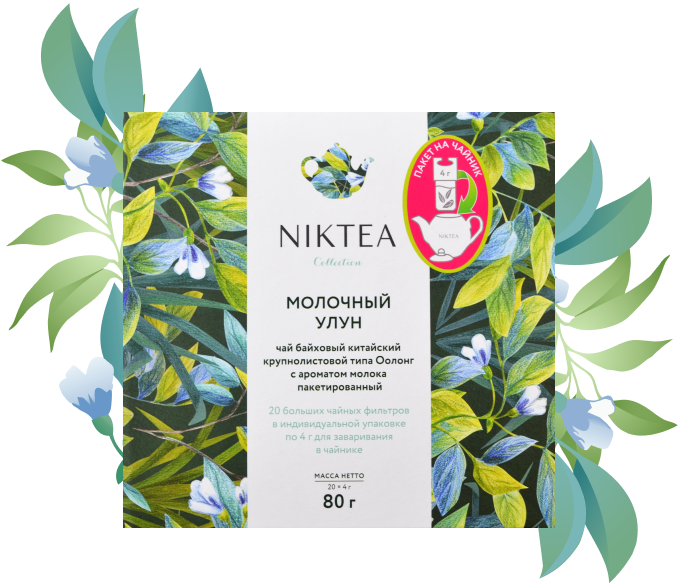 ПАКЕТ НА ЧАЙНИК
4 г
NIKTEA
NIKTEA
Collection
МОЛОЧНЫЙ
УЛУН
чай байховый китайский
крупнолистовой типа Оолонг
с ароматом молока
пакетированный
20 больших чайных фильтров
в индивидуальной упаковке
по 4 г для заваривания
в чайнике
МАССА НЕТТО
20 × 4 г
80 г